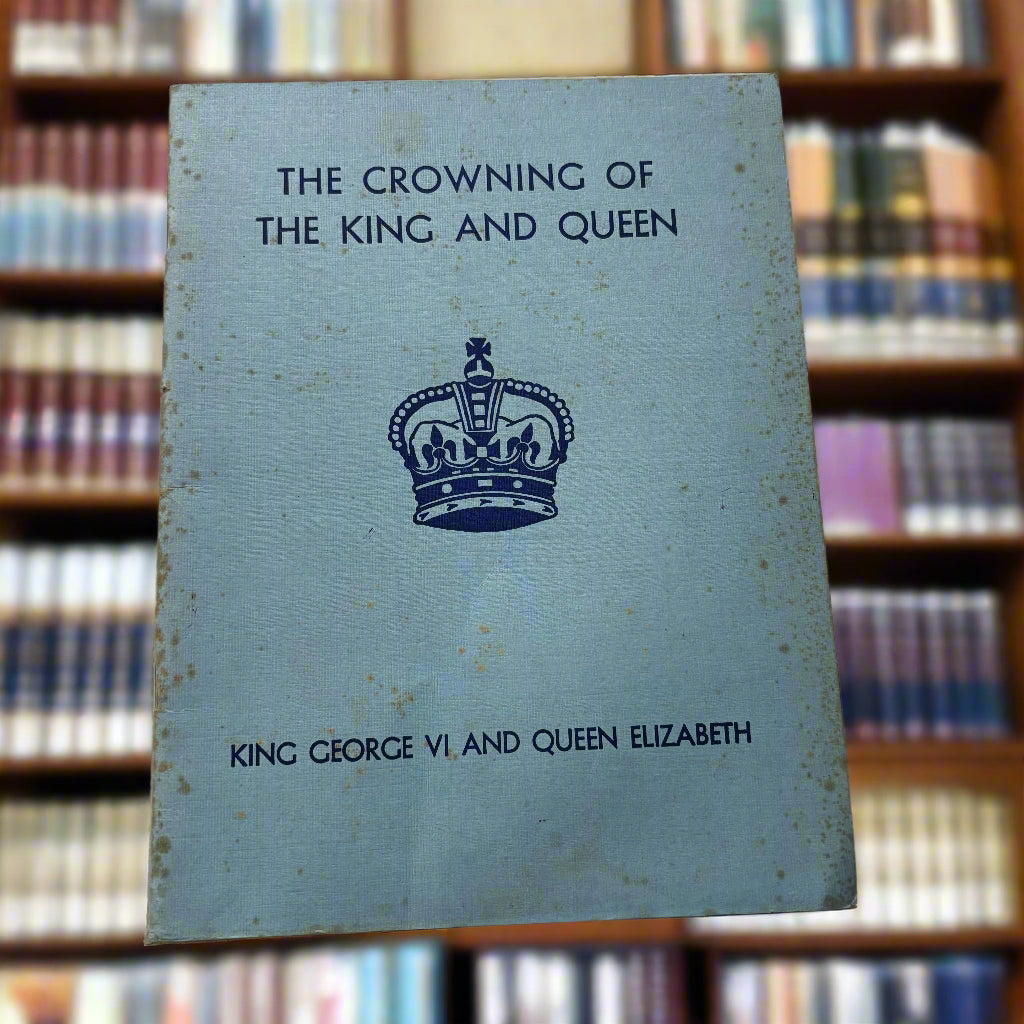 THE CROWNING OF
THE KING AND QUEEN
KING GEORGE VI AND QUEEN ELIZABETH